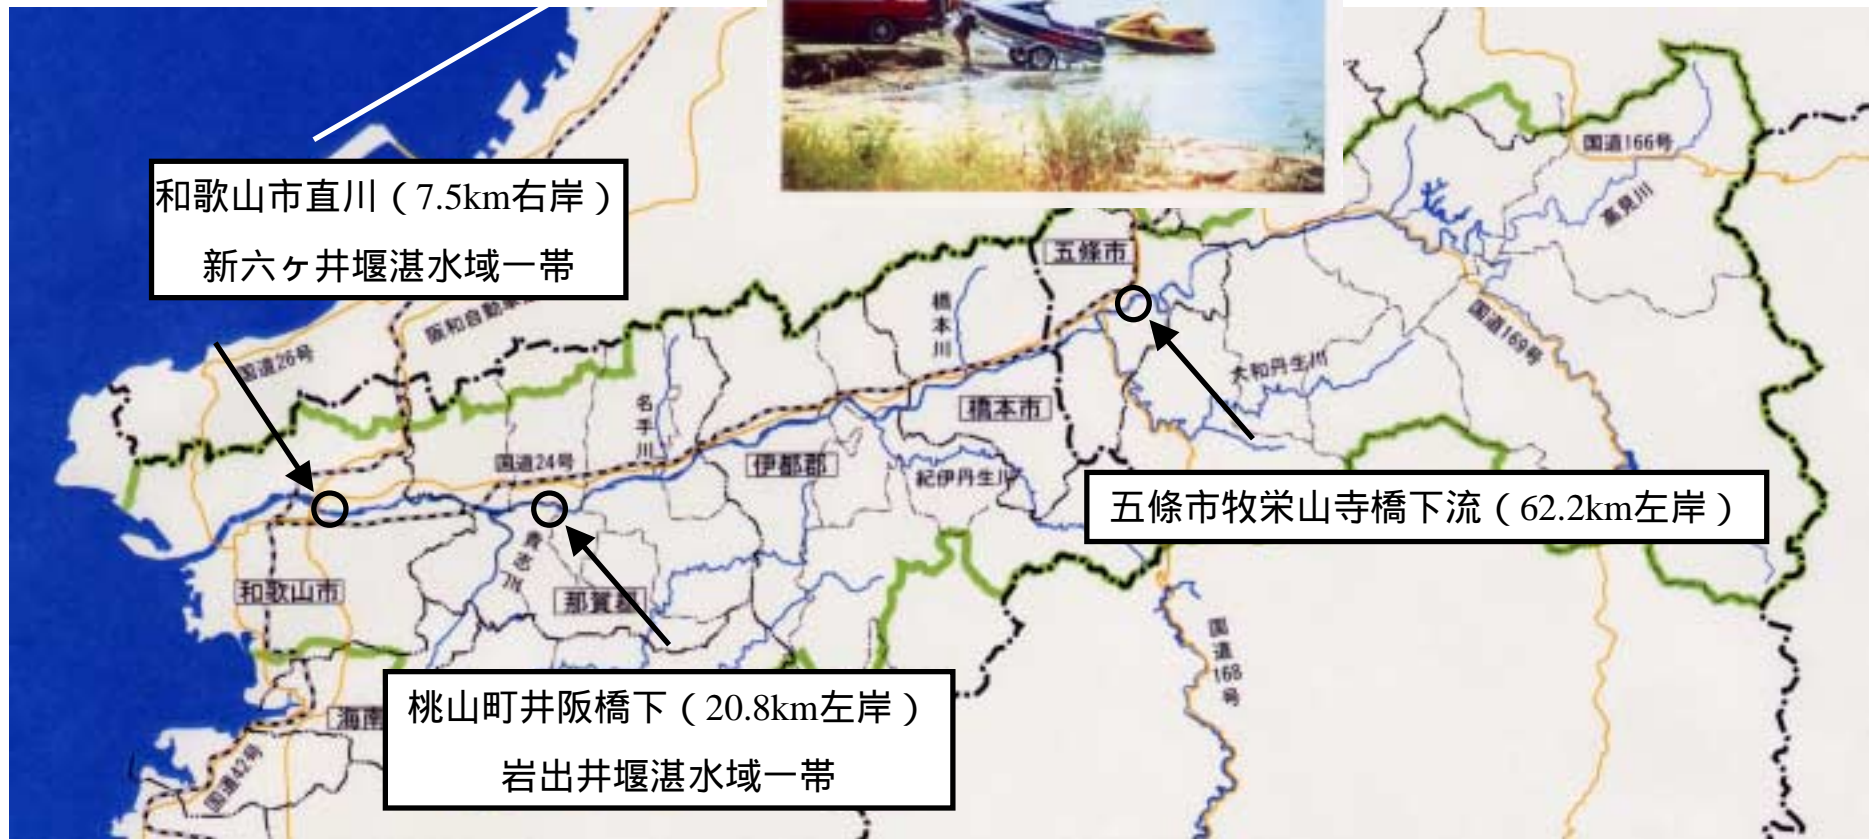 国道166号
高見川
和歌山市直川（7.5km右岸）
新六ヶ井堰湛水域一帯
五條市
橋本川
阪和自動車
国道26号
国道169号
大和丹生川
名手川
橋本市
国道24号
伊都郡
紀伊丹生川
五條市牧栄山寺橋下流（62.2km左岸）
貴志川
和歌山市
那賀郡
国道168号
桃山町井阪橋下（20.8km左岸）
岩出井堰湛水域一帯
海南
国道42号